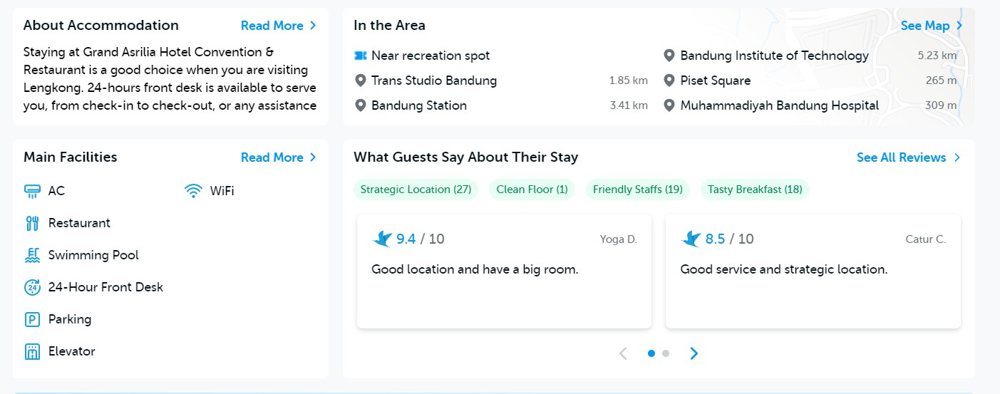 About Accommodation
Read More
Staying at Grand Asrilia Hotel Convention &
Restaurant is a good choice when you are visiting
Lengkong. 24-hours front desk is available to serve
you, from check-in to check-out, or any assistance
In the Area
See Map
Near recreation spot
Trans Studio Bandung 1.85 km
Bandung Station 3.41 km
Bandung Institute of Technology 5.23 km
Piset Square 265 m
Muhammadiyah Bandung Hospital 309 m
Main Facilities
Read More
AC
WiFi
Restaurant
Swimming Pool
24-Hour Front Desk
Parking
Elevator
What Guests Say About Their Stay
See All Reviews
Strategic Location (27)
Clean Floor (1)
Friendly Staffs (19)
Tasty Breakfast (18)
9.4 / 10
Yoga D.
Good location and have a big room.
8.5 / 10
Catur C.
Good service and strategic location.